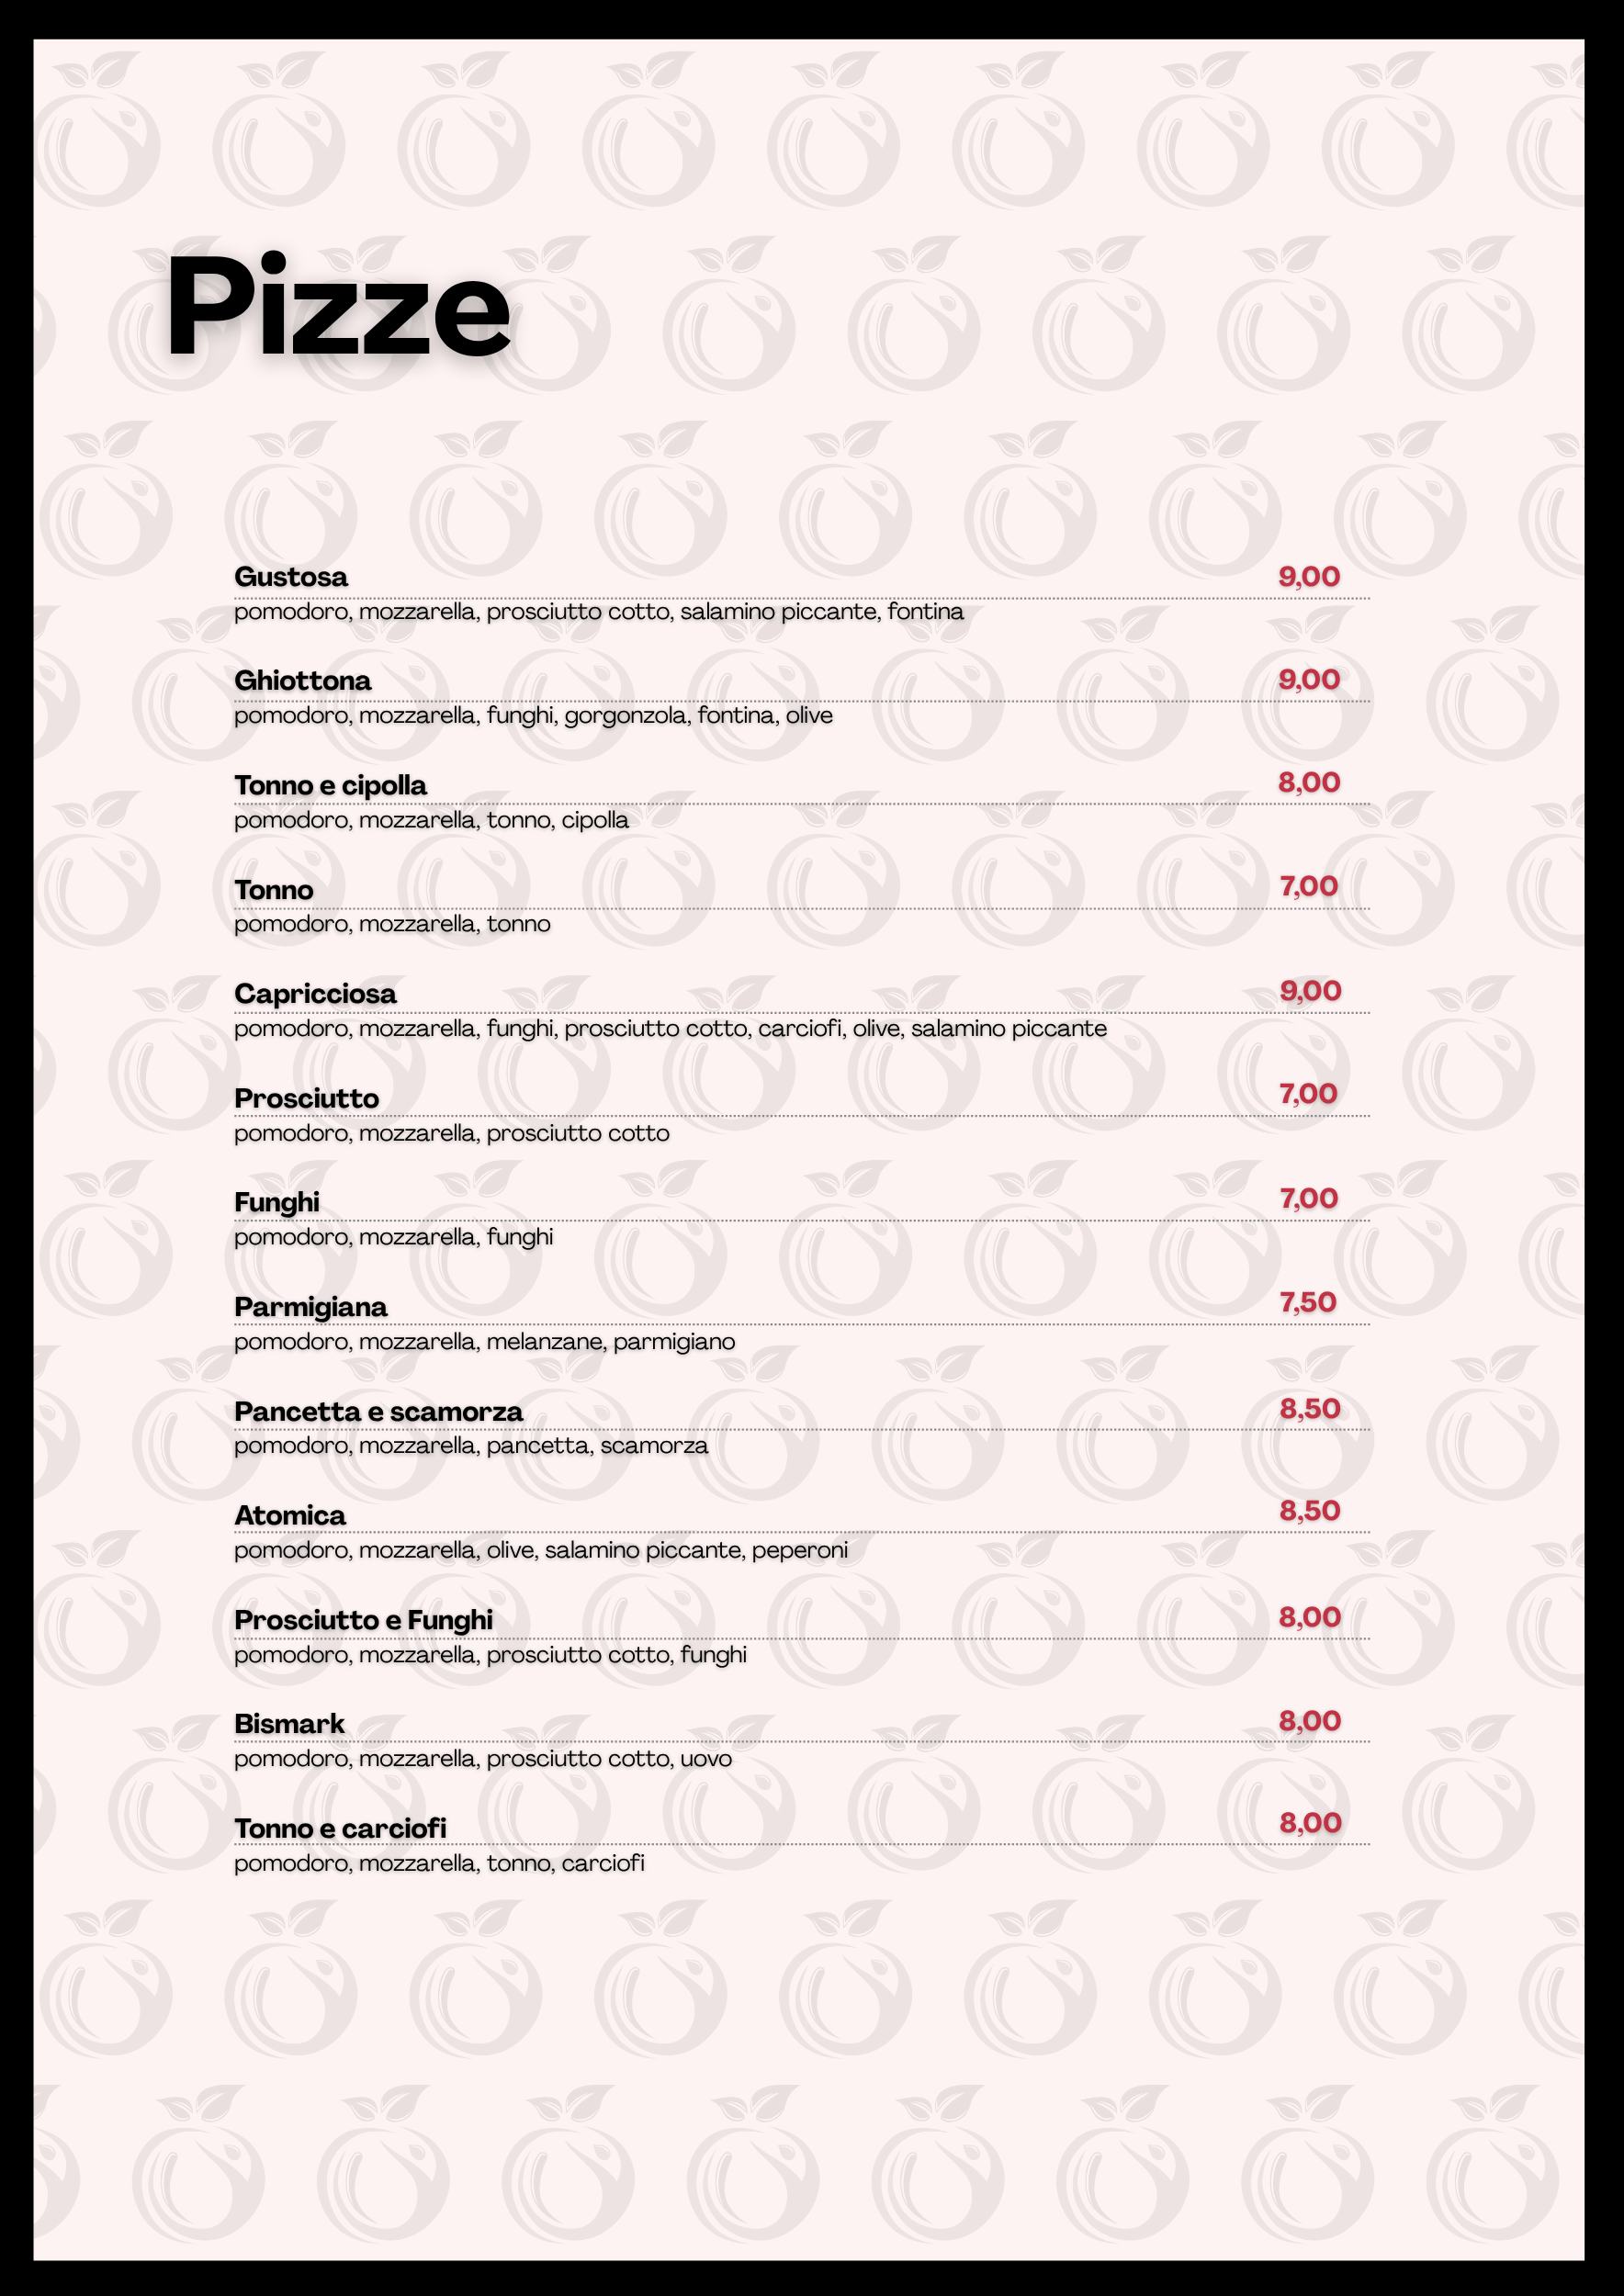 Pizze
Gustosa 9,00
pomodoro, mozzarella, prosciutto cotto, salamino piccante, fontina
Ghiottona 9,00
pomodoro, mozzarella, funghi, gorgonzola, fontina, olive
Tonno e cipolla 8,00
pomodoro, mozzarella, tonno, cipolla
Tonno 7,00
pomodoro, mozzarella, tonno
Capricciosa 9,00
pomodoro, mozzarella, funghi, prosciutto cotto, carciofi, olive, salamino piccante
Prosciutto 7,00
pomodoro, mozzarella, prosciutto cotto
Funghi 7,00
pomodoro, mozzarella, funghi
Parmigiana 7,50
pomodoro, mozzarella, melanzane, parmigiano
Pancetta e scamorza 8,50
pomodoro, mozzarella, pancetta, scamorza
Atomica 8,50
pomodoro, mozzarella, olive, salamino piccante, peperoni
Prosciutto e Funghi 8,00
pomodoro, mozzarella, prosciutto cotto, funghi
Bismark 8,00
pomodoro, mozzarella, prosciutto cotto, uovo
Tonno e carciofi 8,00
pomodoro, mozzarella, tonno, carciofi